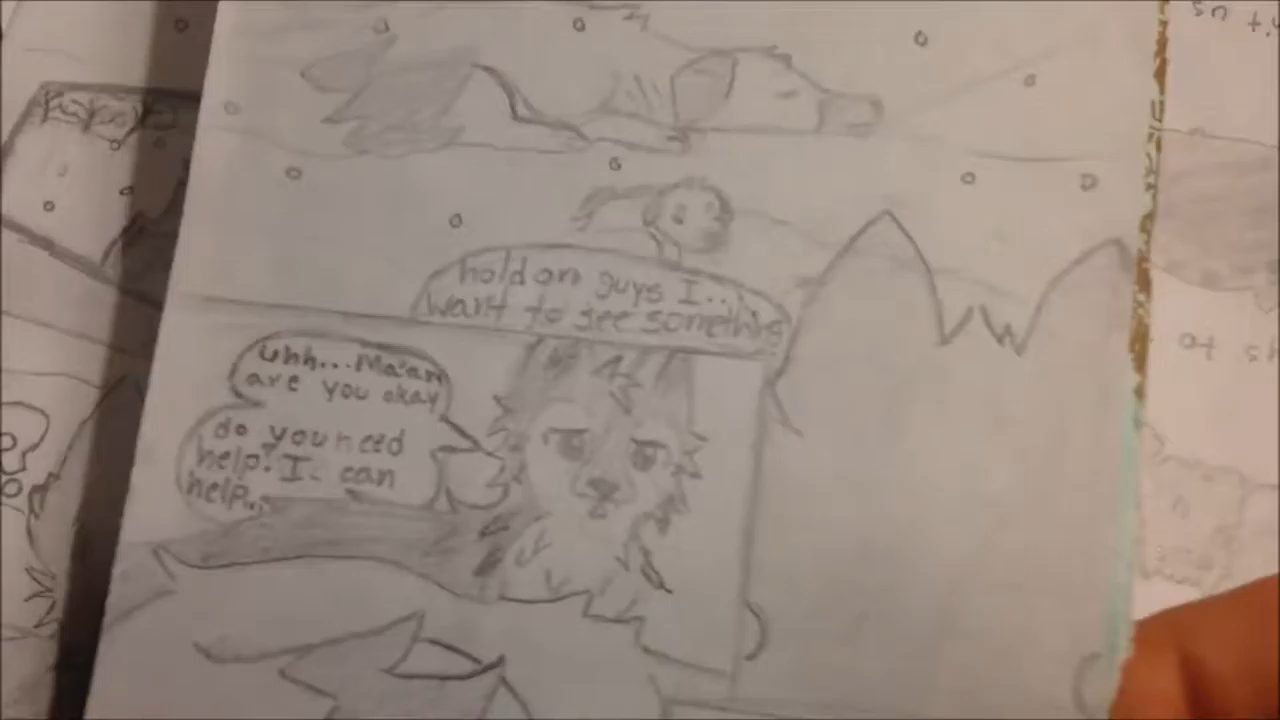 hold on guys I..
want to see something
uhh...Ma'am
are you okay
do you need
help? I- can
help..